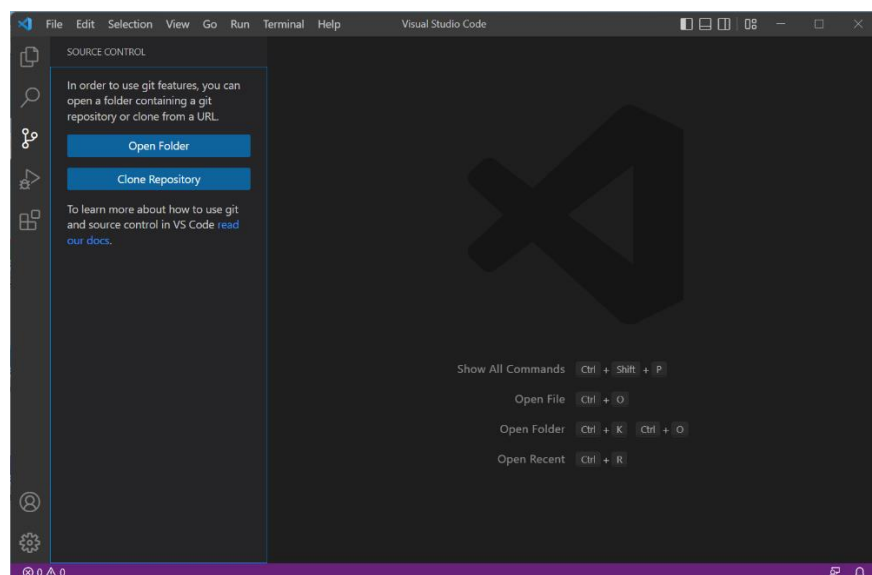 File Edit Selection View Go Run Terminal Help Visual Studio Code
SOURCE CONTROL
In order to use git features, you can
open a folder containing a git
repository or clone from a URL.
Open Folder
Clone Repository
To learn more about how to use git
and source control in VS Code read
our docs.
Show All Commands Ctrl + Shift + P
Open File Ctrl + O
Open Folder Ctrl + K Ctrl + O
Open Recent Ctrl + R
0 0